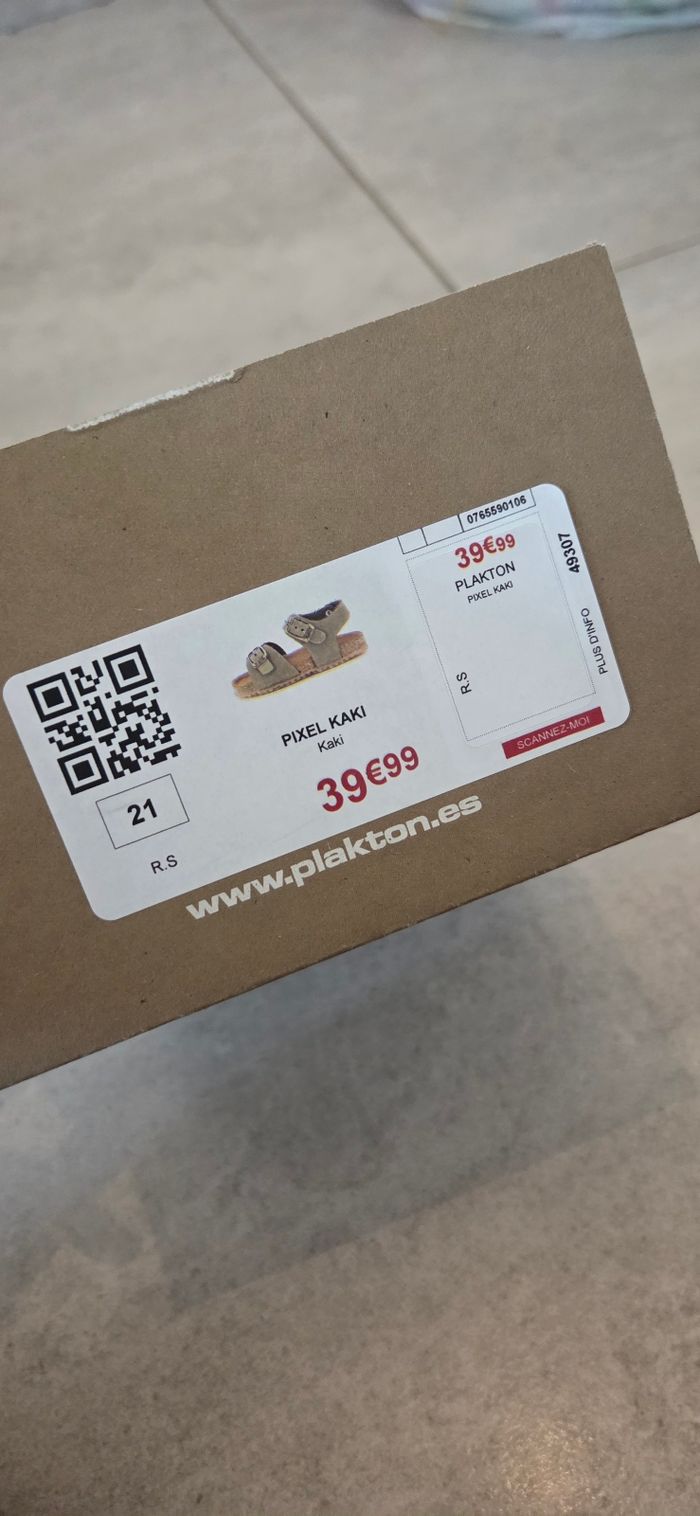 21
R.S
PIXEL KAKI
Kaki
39€99
0765590106
39€99
PLAKTON
PIXEL KAKI
R.S
49307
PLUS D'INFO
SCANNEZ-MOI
www.plakton.es